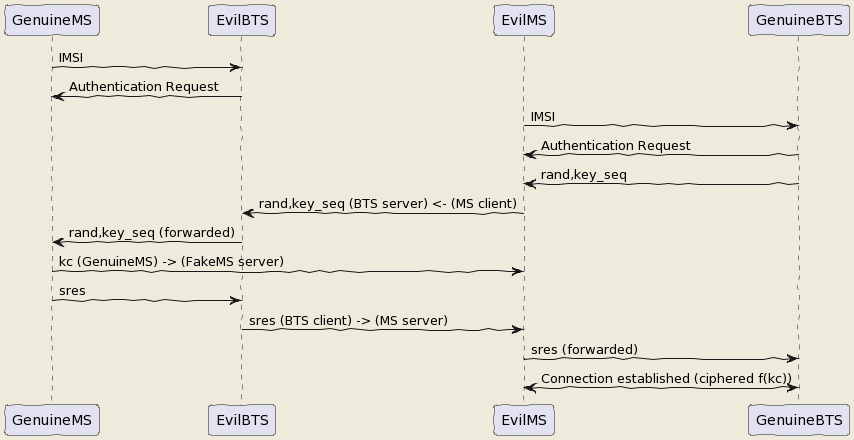 GenuineMS EvilBTS EvilMS GenuineBTS
IMSI
Authentication Request
IMSI
Authentication Request
rand,key_seq
rand,key_seq (BTS server) <- (MS client)
rand,key_seq (forwarded)
kc (GenuineMS) -> (FakeMS server)
sres
sres (BTS client) -> (MS server)
sres (forwarded)
Connection established (ciphered f(kc))
GenuineMS EvilBTS EvilMS GenuineBTS